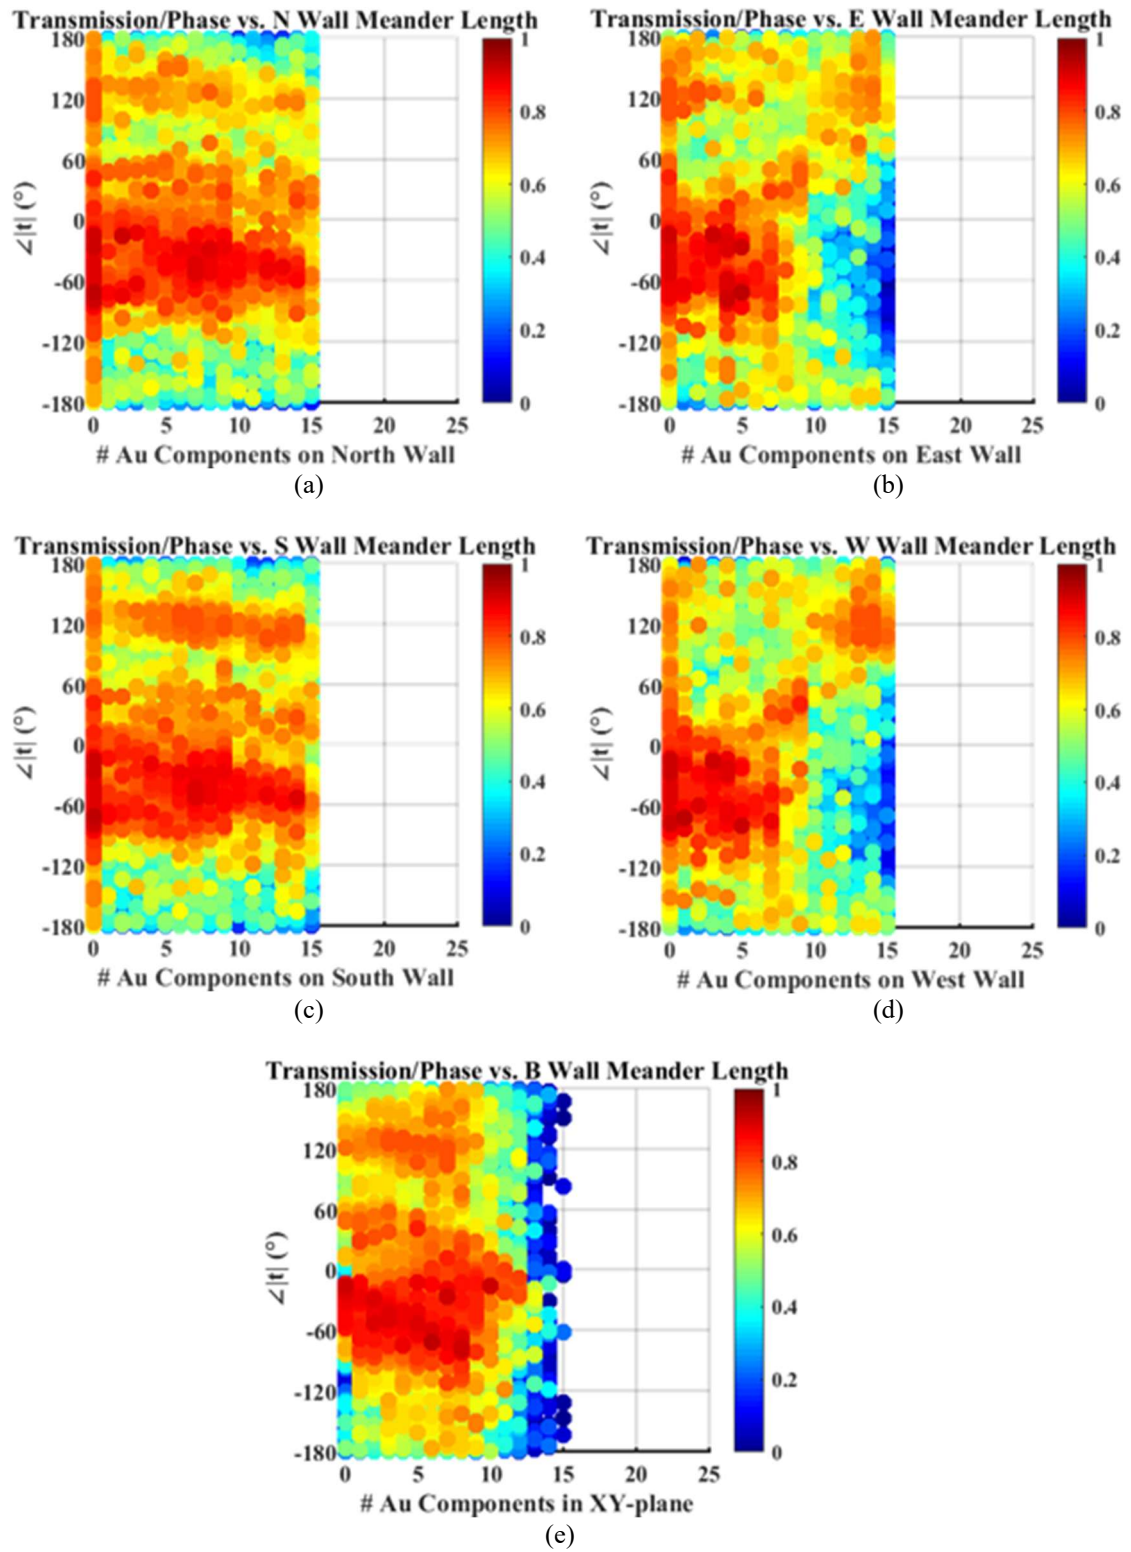 Transmission/Phase vs. N Wall Meander Length
180
120
60
0
-60
-120
-180
∠|t| (°)
0 5 10 15 20 25
# Au Components on North Wall
1
0.8
0.6
0.4
0.2
0
(a)
Transmission/Phase vs. E Wall Meander Length
180
120
60
0
-60
-120
-180
∠|t| (°)
0 5 10 15 20 25
# Au Components on East Wall
1
0.8
0.6
0.4
0.2
0
(b)
Transmission/Phase vs. S Wall Meander Length
180
120
60
0
-60
-120
-180
∠|t| (°)
0 5 10 15 20 25
# Au Components on South Wall
1
0.8
0.6
0.4
0.2
0
(c)
Transmission/Phase vs. W Wall Meander Length
180
120
60
0
-60
-120
-180
∠|t| (°)
0 5 10 15 20 25
# Au Components on West Wall
1
0.8
0.6
0.4
0.2
0
(d)
Transmission/Phase vs. B Wall Meander Length
180
120
60
0
-60
-120
-180
∠|t| (°)
0 5 10 15 20 25
# Au Components in XY-plane
1
0.8
0.6
0.4
0.2
0
(e)